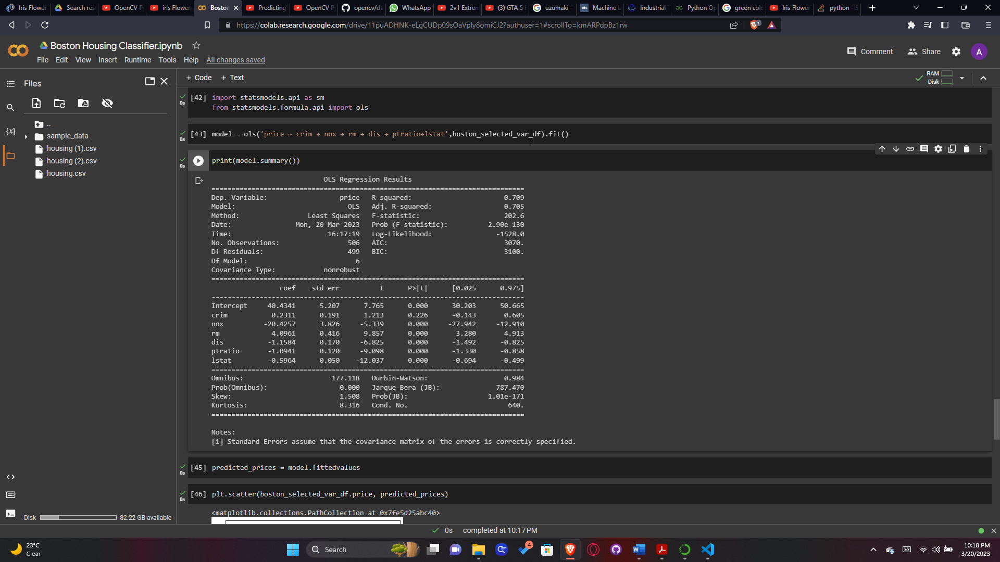 Iris Flower
Search res
OpenCV P
iris Flower
Boston
Predicting
OpenCV P
opencv/da
WhatsApp
2v1 Extrem
(3) GTA 5
uzumaki -
Machine L
Industrial
Python Op
green colo
Iris Flower
python - S
https://colab.research.google.com/drive/11puADHNK-eLgCUDp09sOaVply8omiCJ2?authuser=1#scrollTo=kmARPdpBz1rw
Boston Housing Classifier.ipynb
Comment Share A
File Edit View Insert Runtime Tools Help All changes saved
Files
+ Code + Text
RAM
Disk
..
sample_data
housing (1).csv
housing (2).csv
housing.csv
{x}
[42] import statsmodels.api as sm
from statsmodels.formula.api import ols
0s
[43] model = ols('price ~ crim + nox + rm + dis + ptratio+lstat',boston_selected_var_df).fit()
0s
print(model.summary())
0s
OLS Regression Results
==============================================================================
Dep. Variable: price R-squared: 0.709
Model: OLS Adj. R-squared: 0.705
Method: Least Squares F-statistic: 202.6
Date: Mon, 20 Mar 2023 Prob (F-statistic): 2.90e-130
Time: 16:17:19 Log-Likelihood: -1528.0
No. Observations: 506 AIC: 3070.
Df Residuals: 499 BIC: 3100.
Df Model: 6
Covariance Type: nonrobust
==============================================================================
coef std err t P>|t| [0.025 0.975]
------------------------------------------------------------------------------
Intercept 40.4341 5.207 7.765 0.000 30.203 50.665
crim 0.2311 0.191 1.213 0.226 -0.143 0.605
nox -20.4257 3.826 -5.339 0.000 -27.942 -12.910
rm 4.0961 0.416 9.857 0.000 3.280 4.913
dis -1.1584 0.170 -6.825 0.000 -1.492 -0.825
ptratio -1.0941 0.120 -9.098 0.000 -1.330 -0.858
lstat -0.5964 0.050 -12.037 0.000 -0.694 -0.499
==============================================================================
Omnibus: 177.118 Durbin-Watson: 0.984
Prob(Omnibus): 0.000 Jarque-Bera (JB): 787.470
Skew: 1.508 Prob(JB): 1.01e-171
Kurtosis: 8.316 Cond. No. 640.
==============================================================================
Notes:
[1] Standard Errors assume that the covariance matrix of the errors is correctly specified.
[45] predicted_prices = model.fittedvalues
0s
[46] plt.scatter(boston_selected_var_df.price, predicted_prices)
0s
<matplotlib.collections.PathCollection at 0x7fe5d25abc40>
Disk 82.22 GB available
0s completed at 10:17 PM
23°C
Clear
Search
4
10:18 PM
3/20/2023